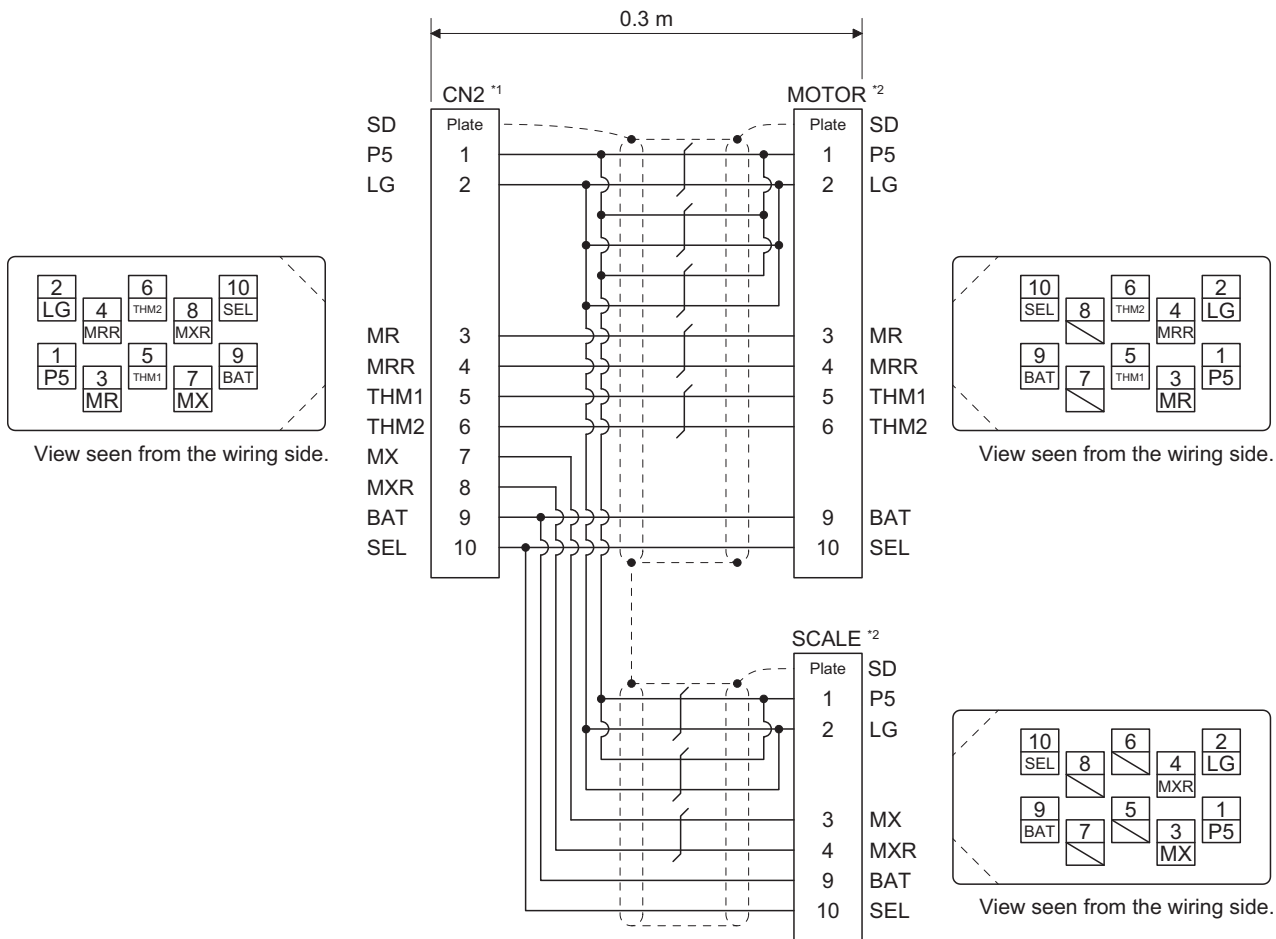 0.3 m
CN2 *1
MOTOR *2
SD Plate Plate SD
P5 1 1 P5
LG 2 2 LG
MR 3 3 MR
MRR 4 4 MRR
THM1 5 5 THM1
THM2 6 6 THM2
MX 7
MXR 8
BAT 9 9 BAT
SEL 10 10 SEL
2 6 10
LG 4 THM2 8 SEL
MRR MXR
1 5 9
P5 3 THM1 7 BAT
MR MX
View seen from the wiring side.
10 6 2
SEL 8 THM2 4 LG
MRR
9 5 1
BAT 7 THM1 3 P5
MR
View seen from the wiring side.
SCALE *2
Plate SD
1 P5
2 LG
3 MX
4 MXR
9 BAT
10 SEL
10 6 2
SEL 8 4 LG
MXR
9 5 1
BAT 7 3 P5
MX
View seen from the wiring side.